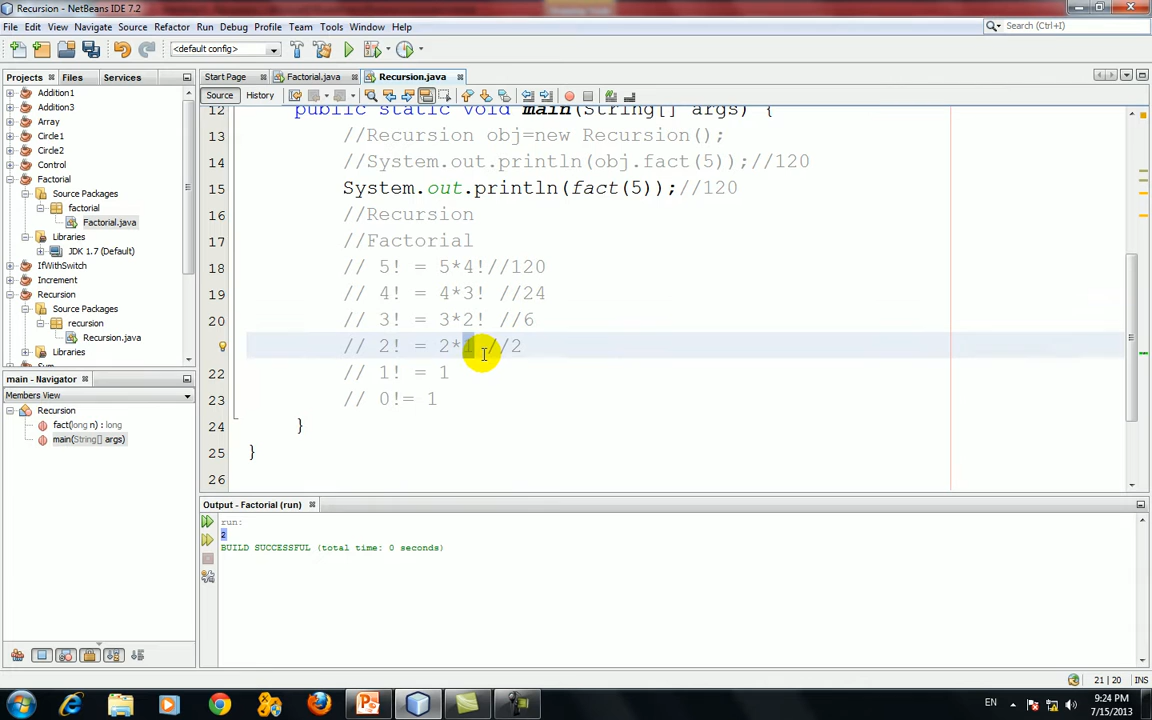 Recursion - NetBeans IDE 7.2
File Edit View Navigate Source Refactor Run Debug Profile Team Tools Window Help
Search (Ctrl+I)
<default config>
Projects Files Services
Start Page Factorial.java Recursion.java
Source History
Addition1
Addition3
Array
Circle1
Circle2
Control
Factorial
Source Packages
factorial
Factorial.java
Libraries
JDK 1.7 (Default)
IfWithSwitch
Increment
Recursion
Source Packages
recursion
Recursion.java
Libraries
12 public static void main(String[] args) {
13 //Recursion obj=new Recursion();
14 //System.out.println(obj.fact(5));//120
15 System.out.println(fact(5));//120
16 //Recursion
17 //Factorial
18 // 5! = 5*4!//120
19 // 4! = 4*3! //24
20 // 3! = 3*2! //6
// 2! = 2*1 //2
22 // 1! = 1
23 // 0!= 1
24 }
25 }
26
main - Navigator
Members View
Recursion
fact(long n) : long
main(String[] args)
Output - Factorial (run)
run:
2
BUILD SUCCESSFUL (total time: 0 seconds)
21 | 20 INS
EN
9:24 PM
7/15/2013